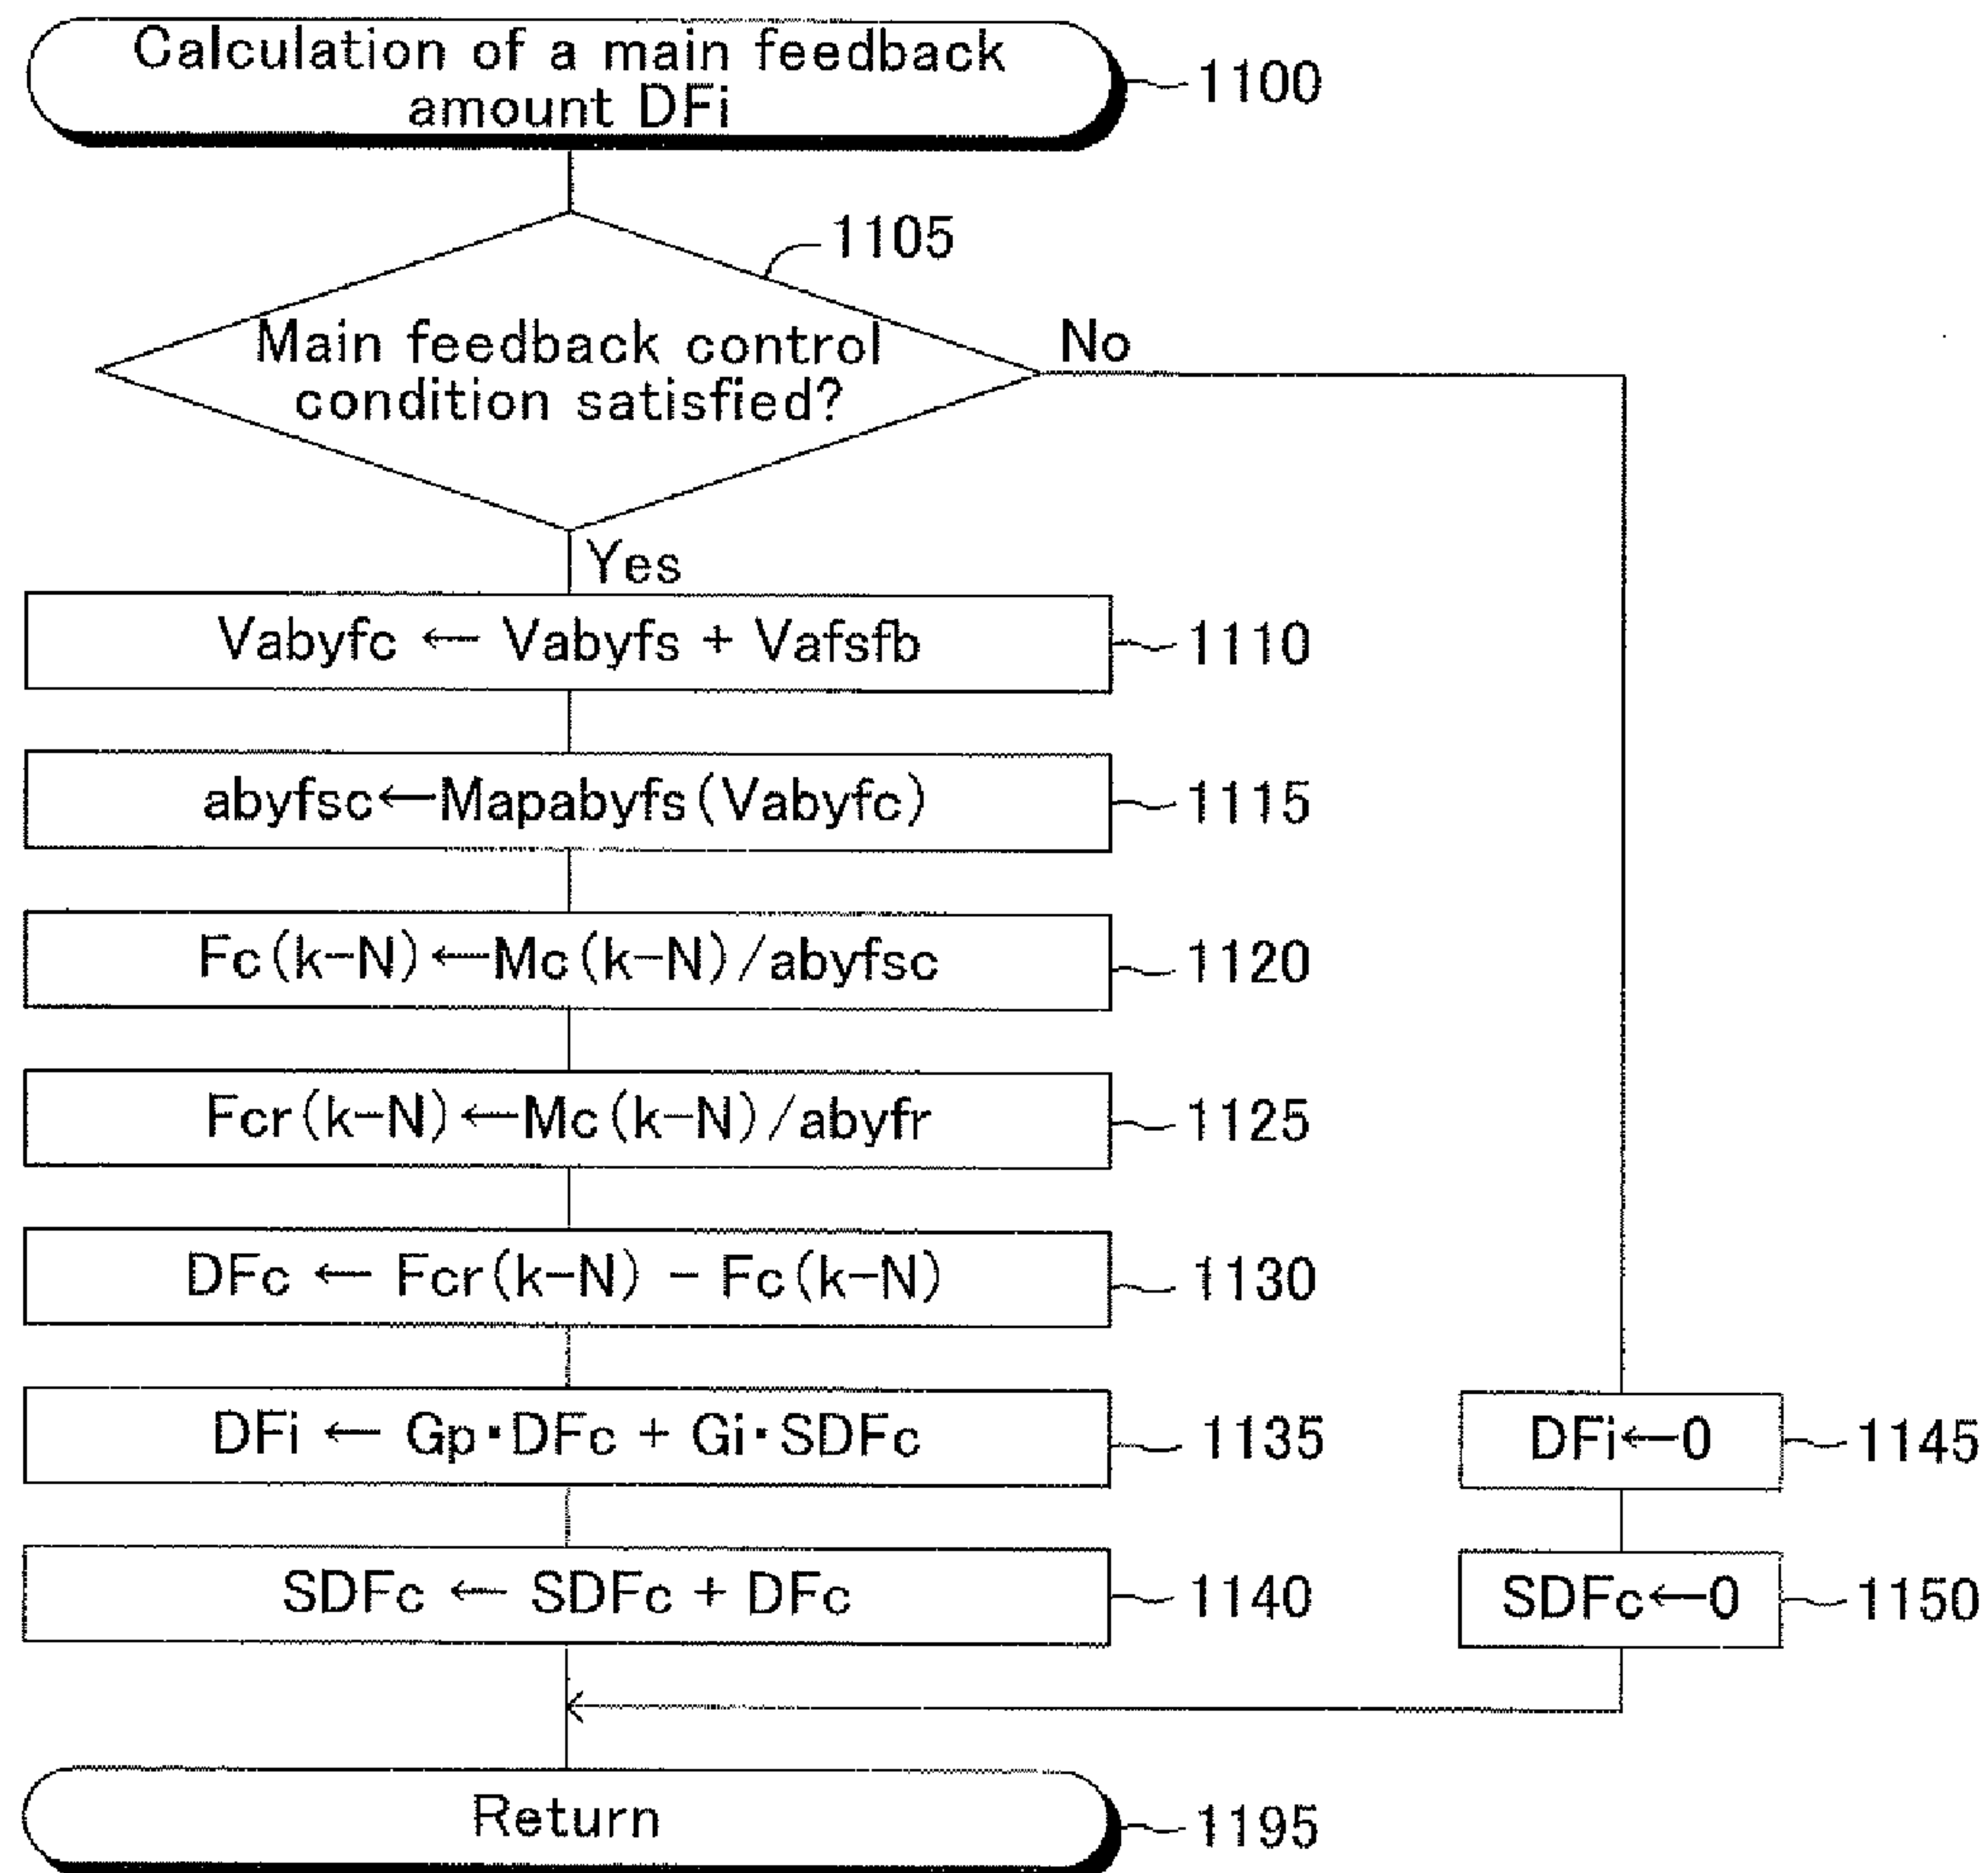 Calculation of a main feedback
amount DFi
1100
1105
Main feedback control
condition satisfied?
No
Yes
Vabyfc ← Vabyfs + Vafsfb
1110
abyfsc←Mapabyfs(Vabyfc)
1115
Fc(k-N)←Mc(k-N)/abyfsc
1120
Fcr(k-N)←Mc(k-N)/abyfr
1125
DFc ← Fcr(k-N) - Fc(k-N)
1130
DFi ← Gp·DFc + Gi·SDFc
1135
DFi←0
1145
SDFc ← SDFc + DFc
1140
SDFc←0
1150
Return
1195